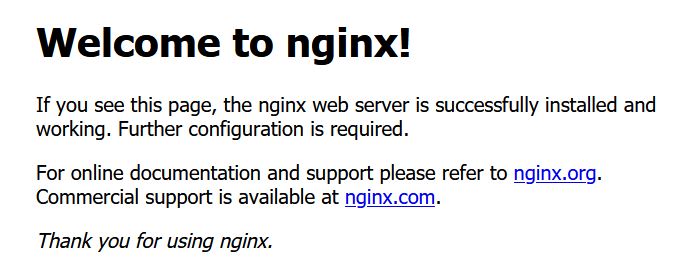 Welcome to nginx!
If you see this page, the nginx web server is successfully installed and
working. Further configuration is required.
For online documentation and support please refer to nginx.org.
Commercial support is available at nginx.com.
Thank you for using nginx.